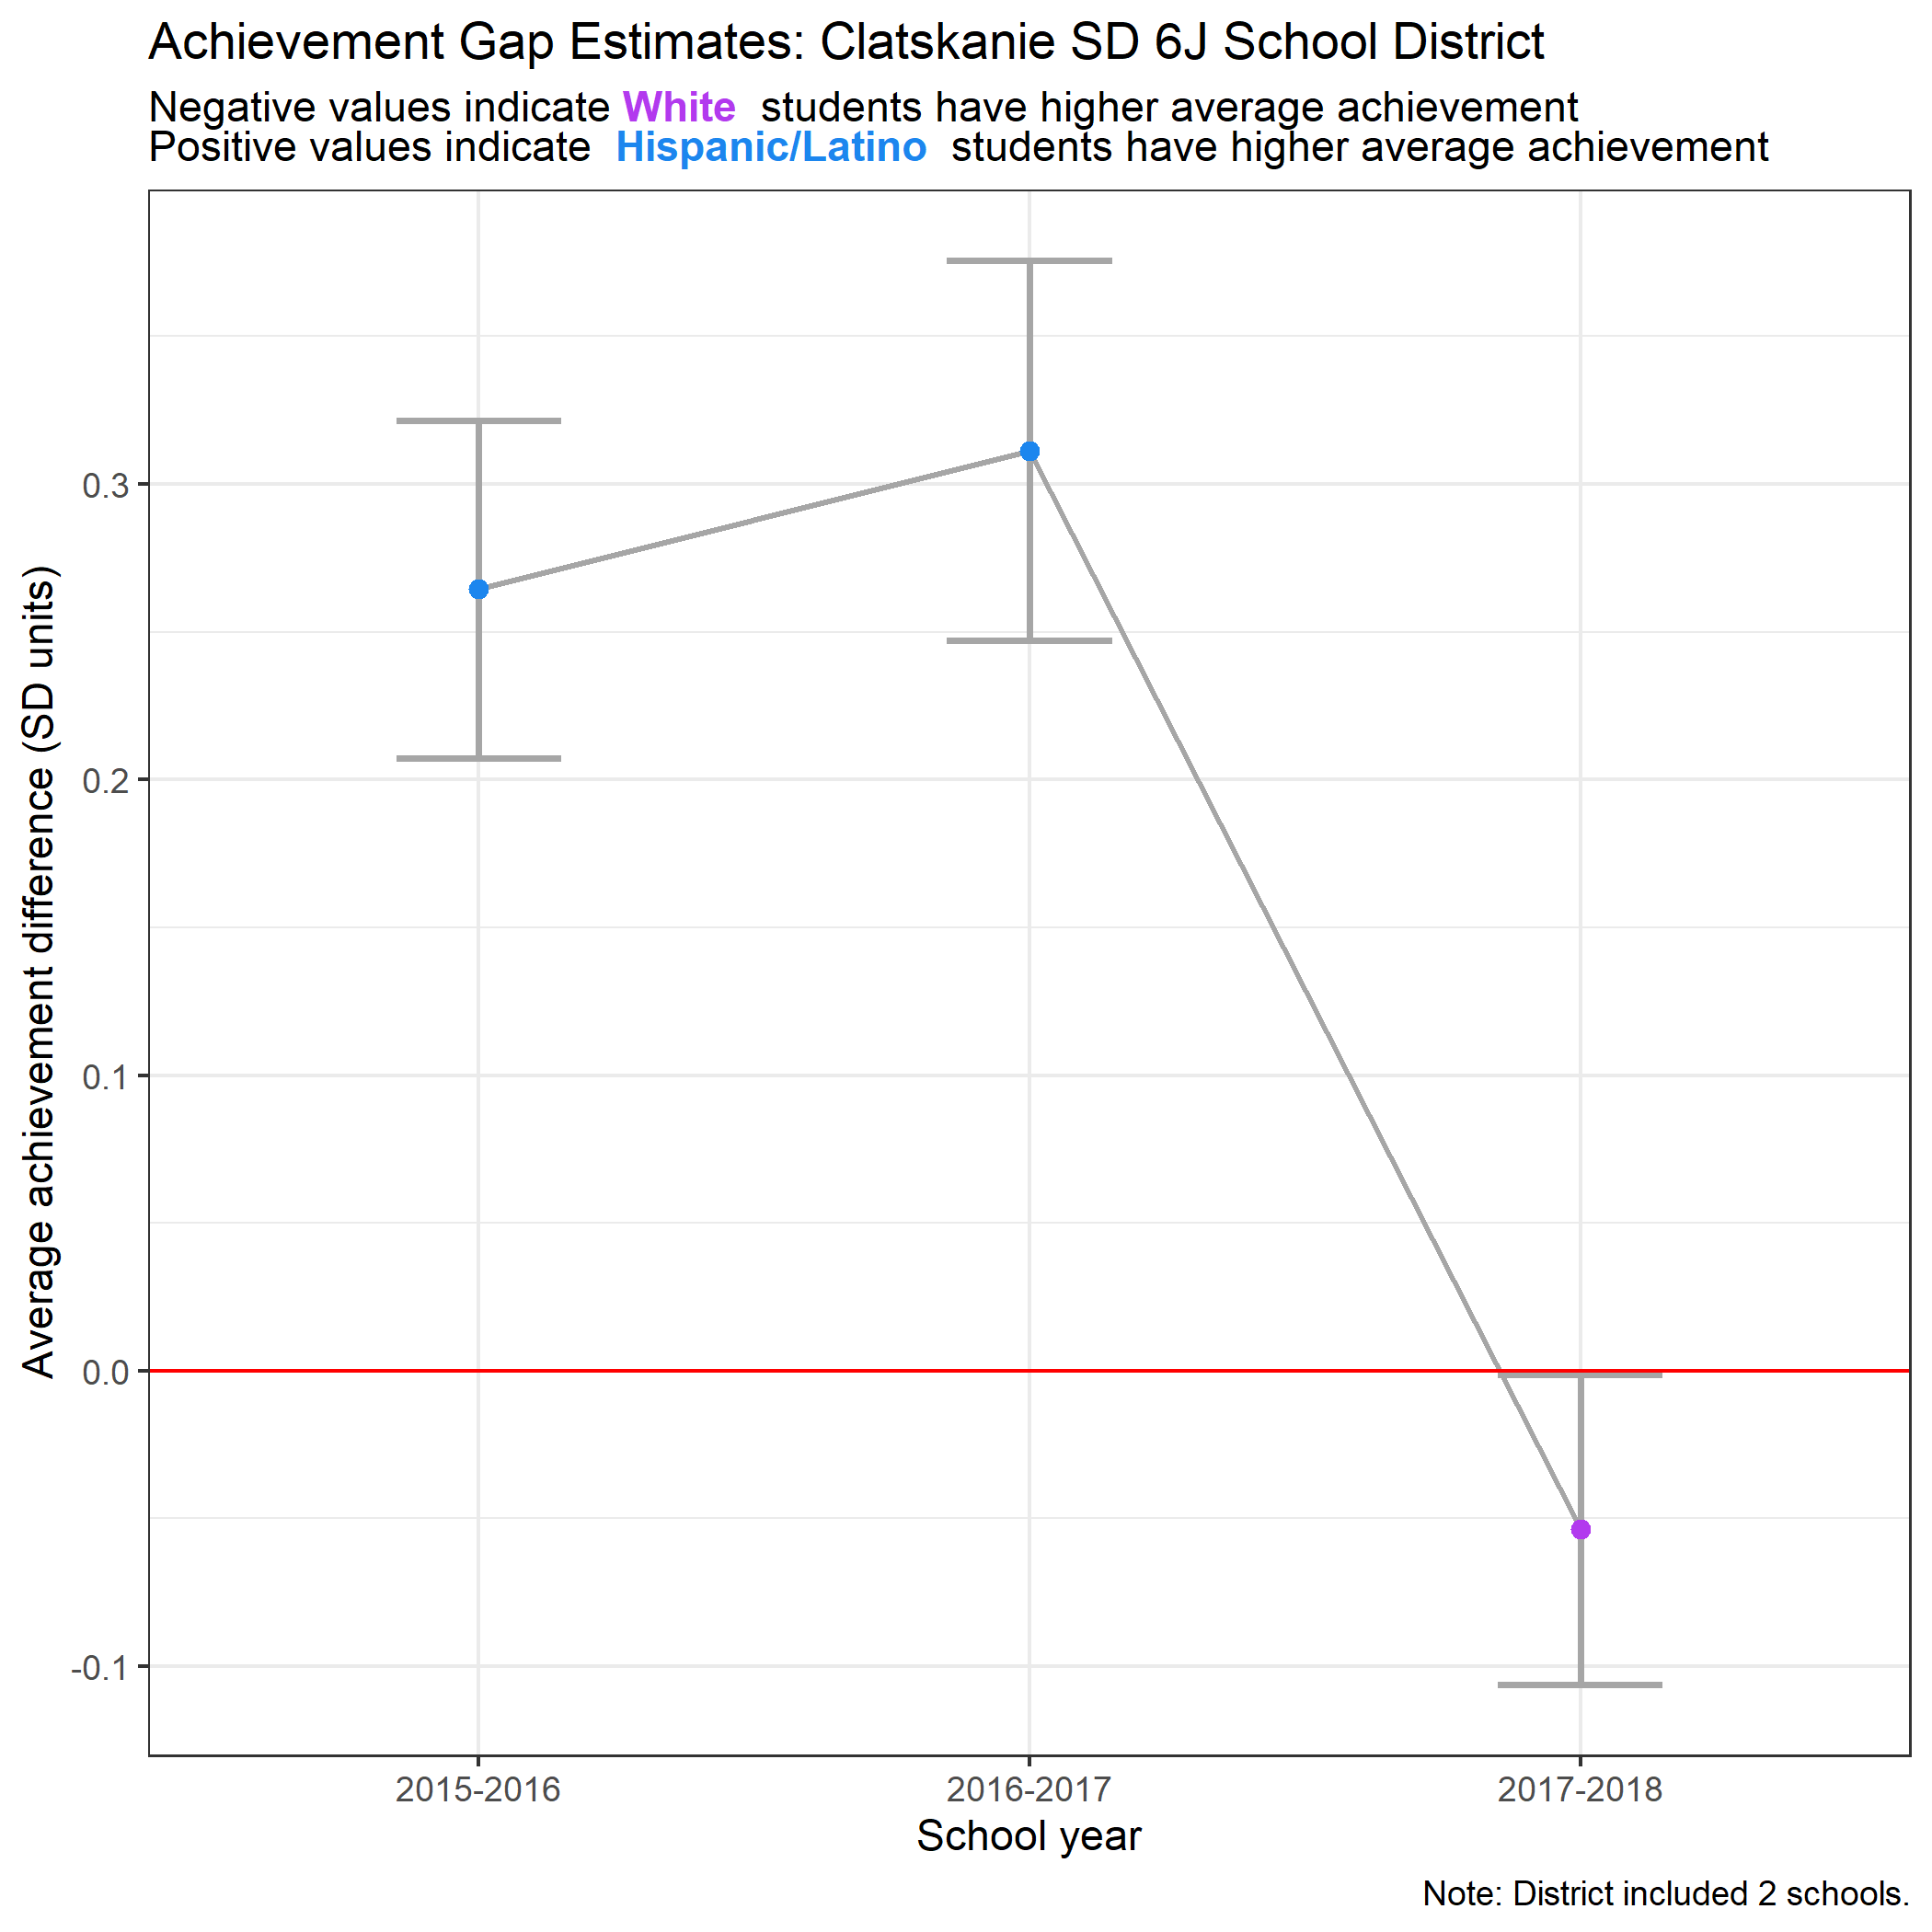 Achievement Gap Estimates: Clatskanie SD 6J School District
Negative values indicate White students have higher average achievement
Positive values indicate Hispanic/Latino students have higher average achievement
Average achievement difference (SD units)
0.3
0.2
0.1
0.0
-0.1
2015-2016
2016-2017
2017-2018
School year
Note: District included 2 schools.